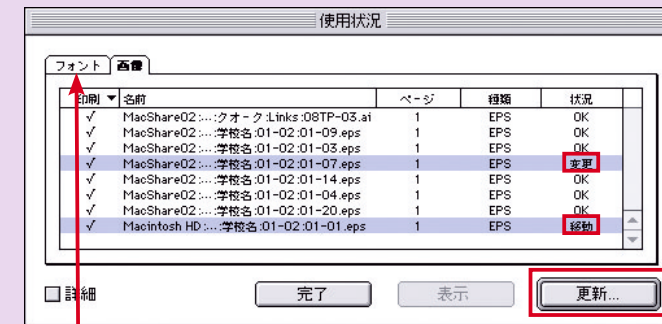 使用状況
フォント 画像
印刷 ▼ 名前 ページ 種類 状況
√ MacShare02:...:クオーク:Links:08TP-03.ai 1 EPS OK
√ MacShare02:...:学校名:01-02:01-09.eps 1 EPS OK
√ MacShare02:...:学校名:01-02:01-03.eps 1 EPS OK
√ MacShare02:...:学校名:01-02:01-07.eps 1 EPS 変更
√ MacShare02:...:学校名:01-02:01-14.eps 1 EPS OK
√ MacShare02:...:学校名:01-02:01-04.eps 1 EPS OK
√ MacShare02:...:学校名:01-02:01-20.eps 1 EPS OK
√ Macintosh HD:...:学校名:01-02:01-01.eps 1 EPS 移動
詳細 完了 表示 更新...